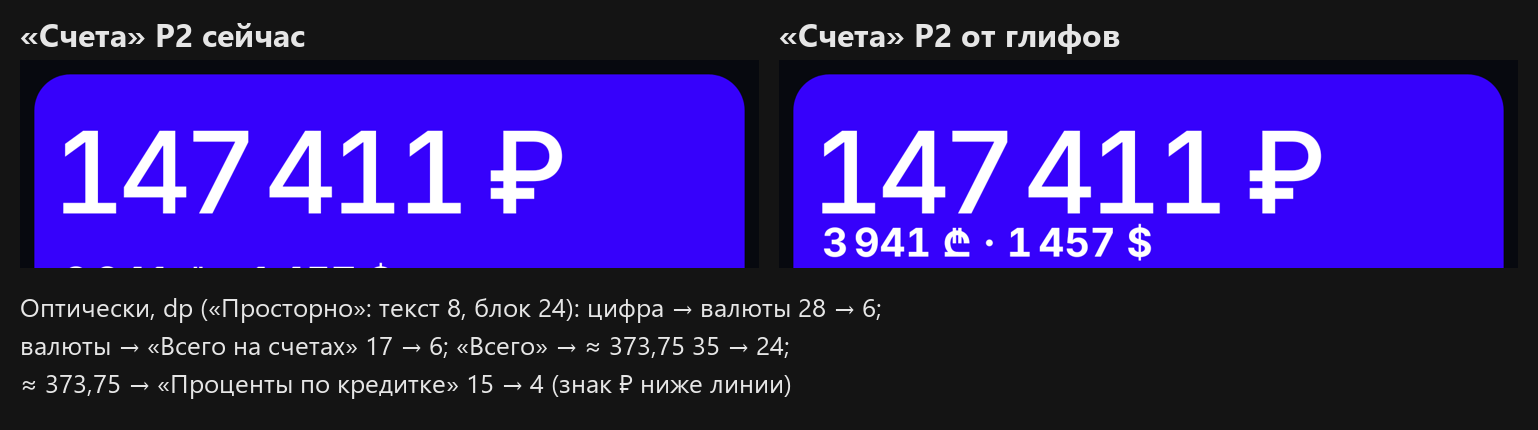 «Счета» P2 сейчас
«Счета» P2 от глифов
147 411 ₽
147 411 ₽
3 941 ₾ · 1 457 $
Оптически, dp («Просторно»: текст 8, блок 24): цифра → валюты 28 → 6;
валюты → «Всего на счетах» 17 → 6; «Всего» → ≈ 373,75 35 → 24;
≈ 373,75 → «Проценты по кредитке» 15 → 4 (знак ₽ ниже линии)